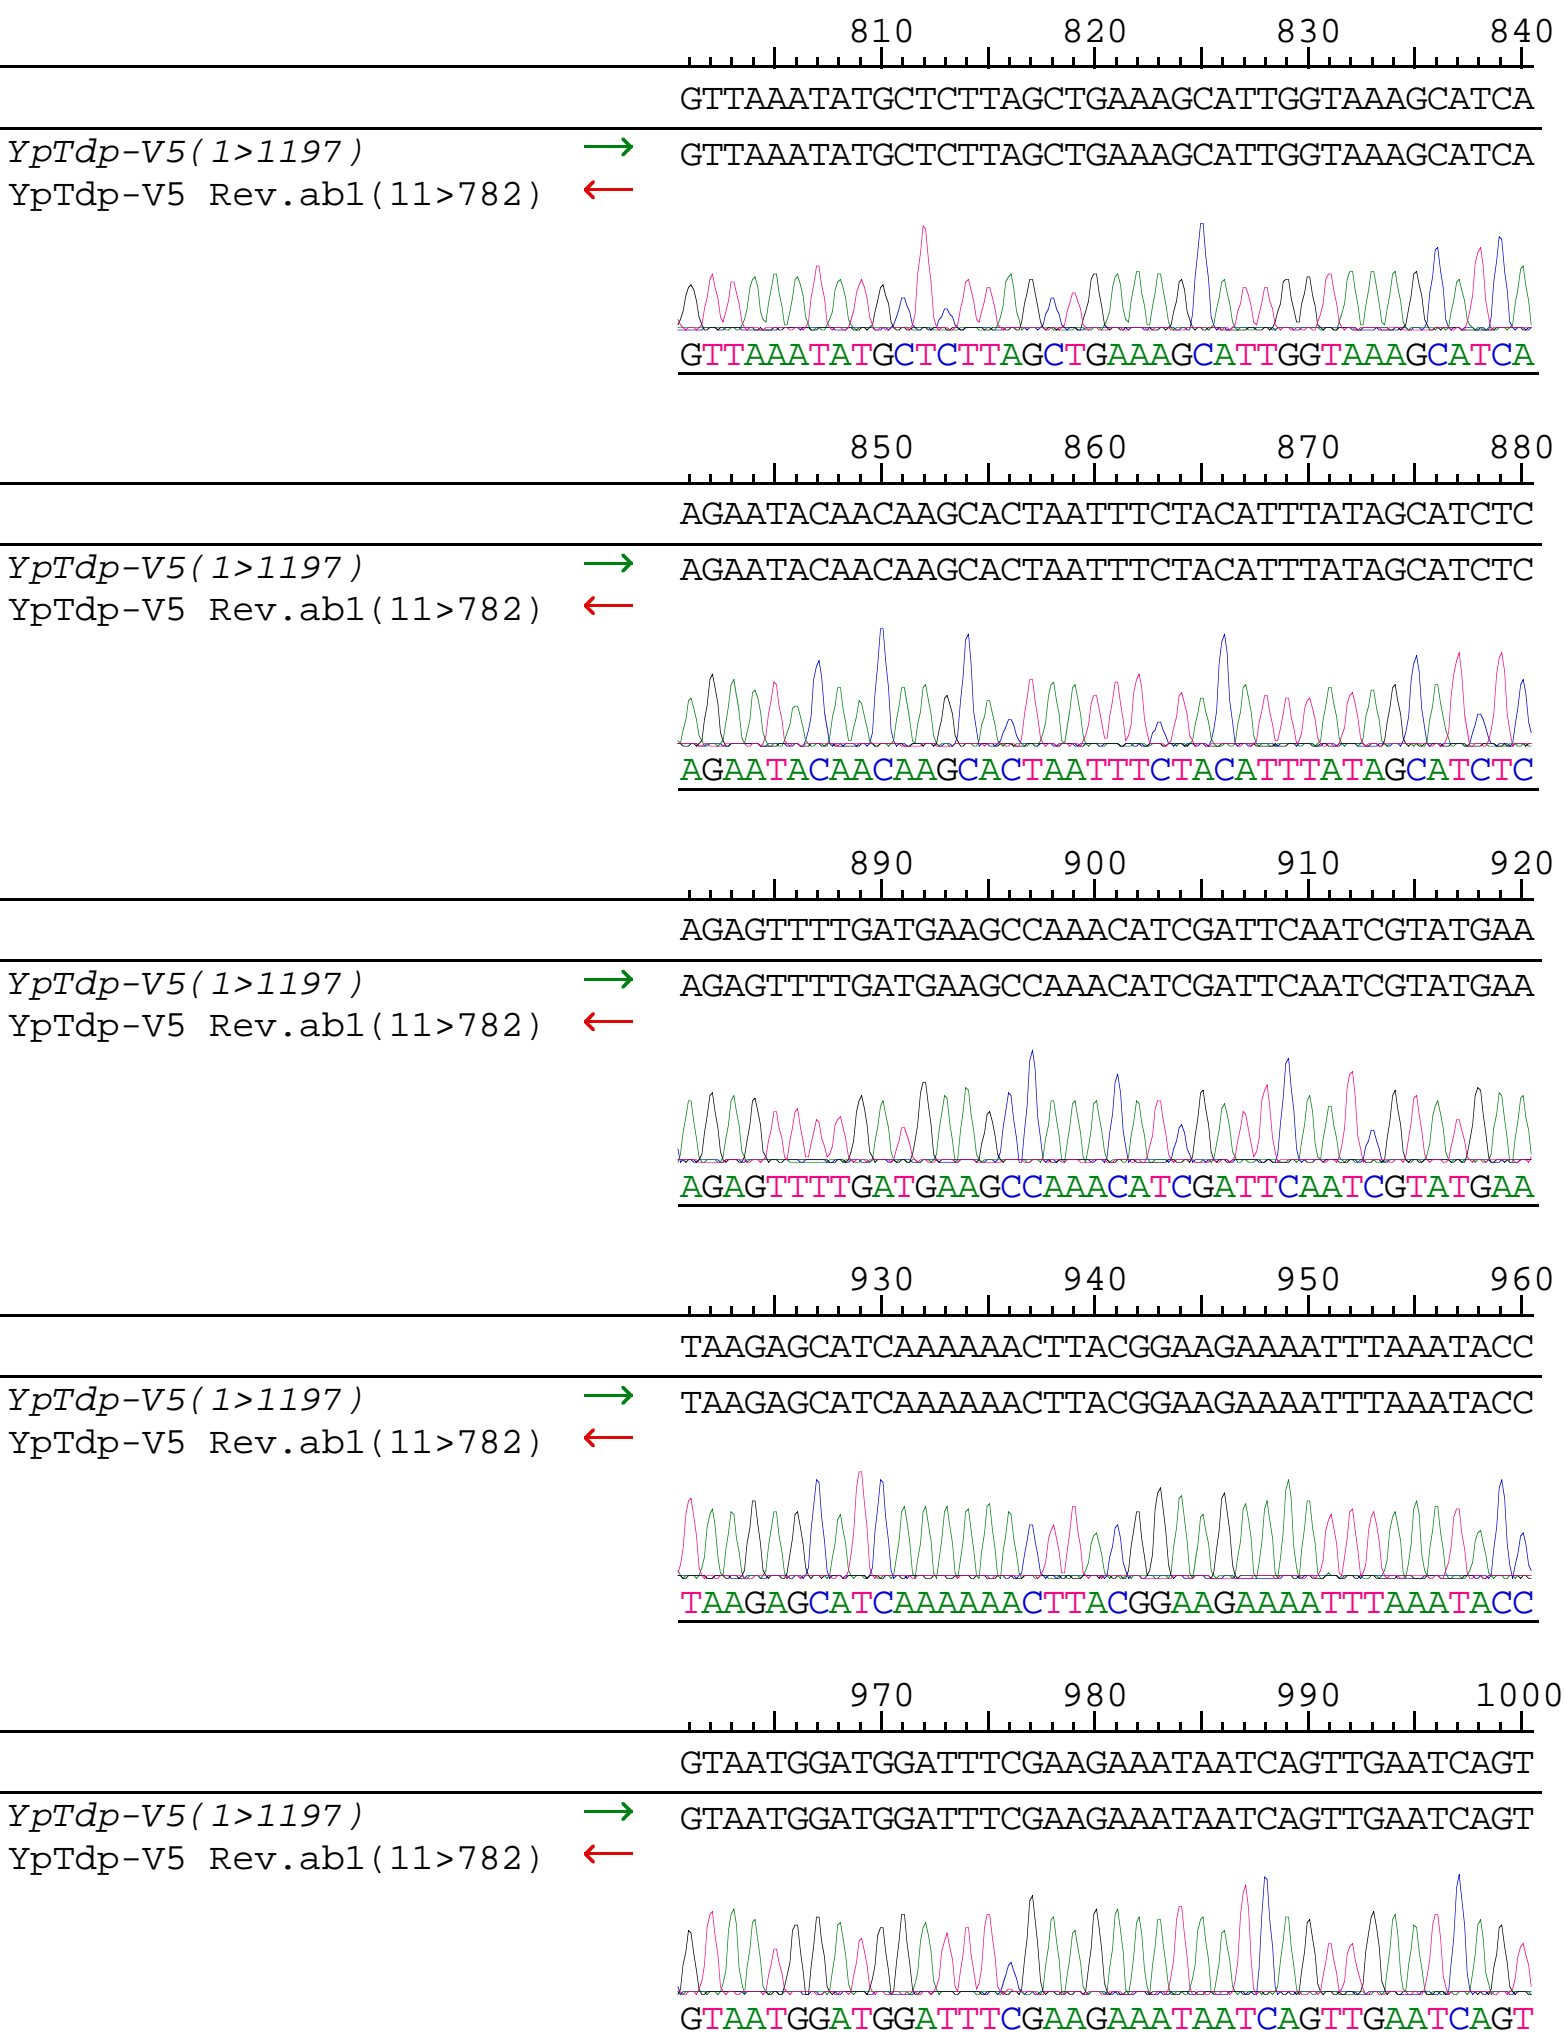 810 820 830 840
GTTAAATATGCTCTTAGCTGAAAGCATTGGTAAAGCATCA
YpTdp-V5(1>1197) → GTTAAATATGCTCTTAGCTGAAAGCATTGGTAAAGCATCA
YpTdp-V5 Rev.ab1(11>782) ←
GTTAAATATGCTCTTAGCTGAAAGCATTGGTAAAGCATCA
850 860 870 880
AGAATACAACAAGCACTAATTTCTACATTTATAGCATCTC
YpTdp-V5(1>1197) → AGAATACAACAAGCACTAATTTCTACATTTATAGCATCTC
YpTdp-V5 Rev.ab1(11>782) ←
AGAATACAACAAGCACTAATTTCTACATTTATAGCATCTC
890 900 910 920
AGAGTTTTGATGAAGCCAAACATCGATTCAATCGTATGAA
YpTdp-V5(1>1197) → AGAGTTTTGATGAAGCCAAACATCGATTCAATCGTATGAA
YpTdp-V5 Rev.ab1(11>782) ←
AGAGTTTTGATGAAGCCAAACATCGATTCAATCGTATGAA
930 940 950 960
TAAGAGCATCAAAAAACTTACGGAAGAAAATTTAAATACC
YpTdp-V5(1>1197) → TAAGAGCATCAAAAAACTTACGGAAGAAAATTTAAATACC
YpTdp-V5 Rev.ab1(11>782) ←
TAAGAGCATCAAAAAACTTACGGAAGAAAATTTAAATACC
970 980 990 1000
GTAATGGATGGATTTCGAAGAAATAATCAGTTGAATCAGT
YpTdp-V5(1>1197) → GTAATGGATGGATTTCGAAGAAATAATCAGTTGAATCAGT
YpTdp-V5 Rev.ab1(11>782) ←
GTAATGGATGGATTTCGAAGAAATAATCAGTTGAATCAGT